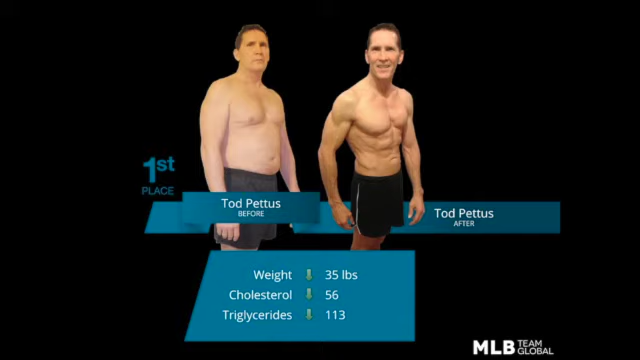 1st
PLACE
Tod Pettus
BEFORE
Tod Pettus
AFTER
Weight 35 lbs
Cholesterol 56
Triglycerides 113
MLB TEAM GLOBAL